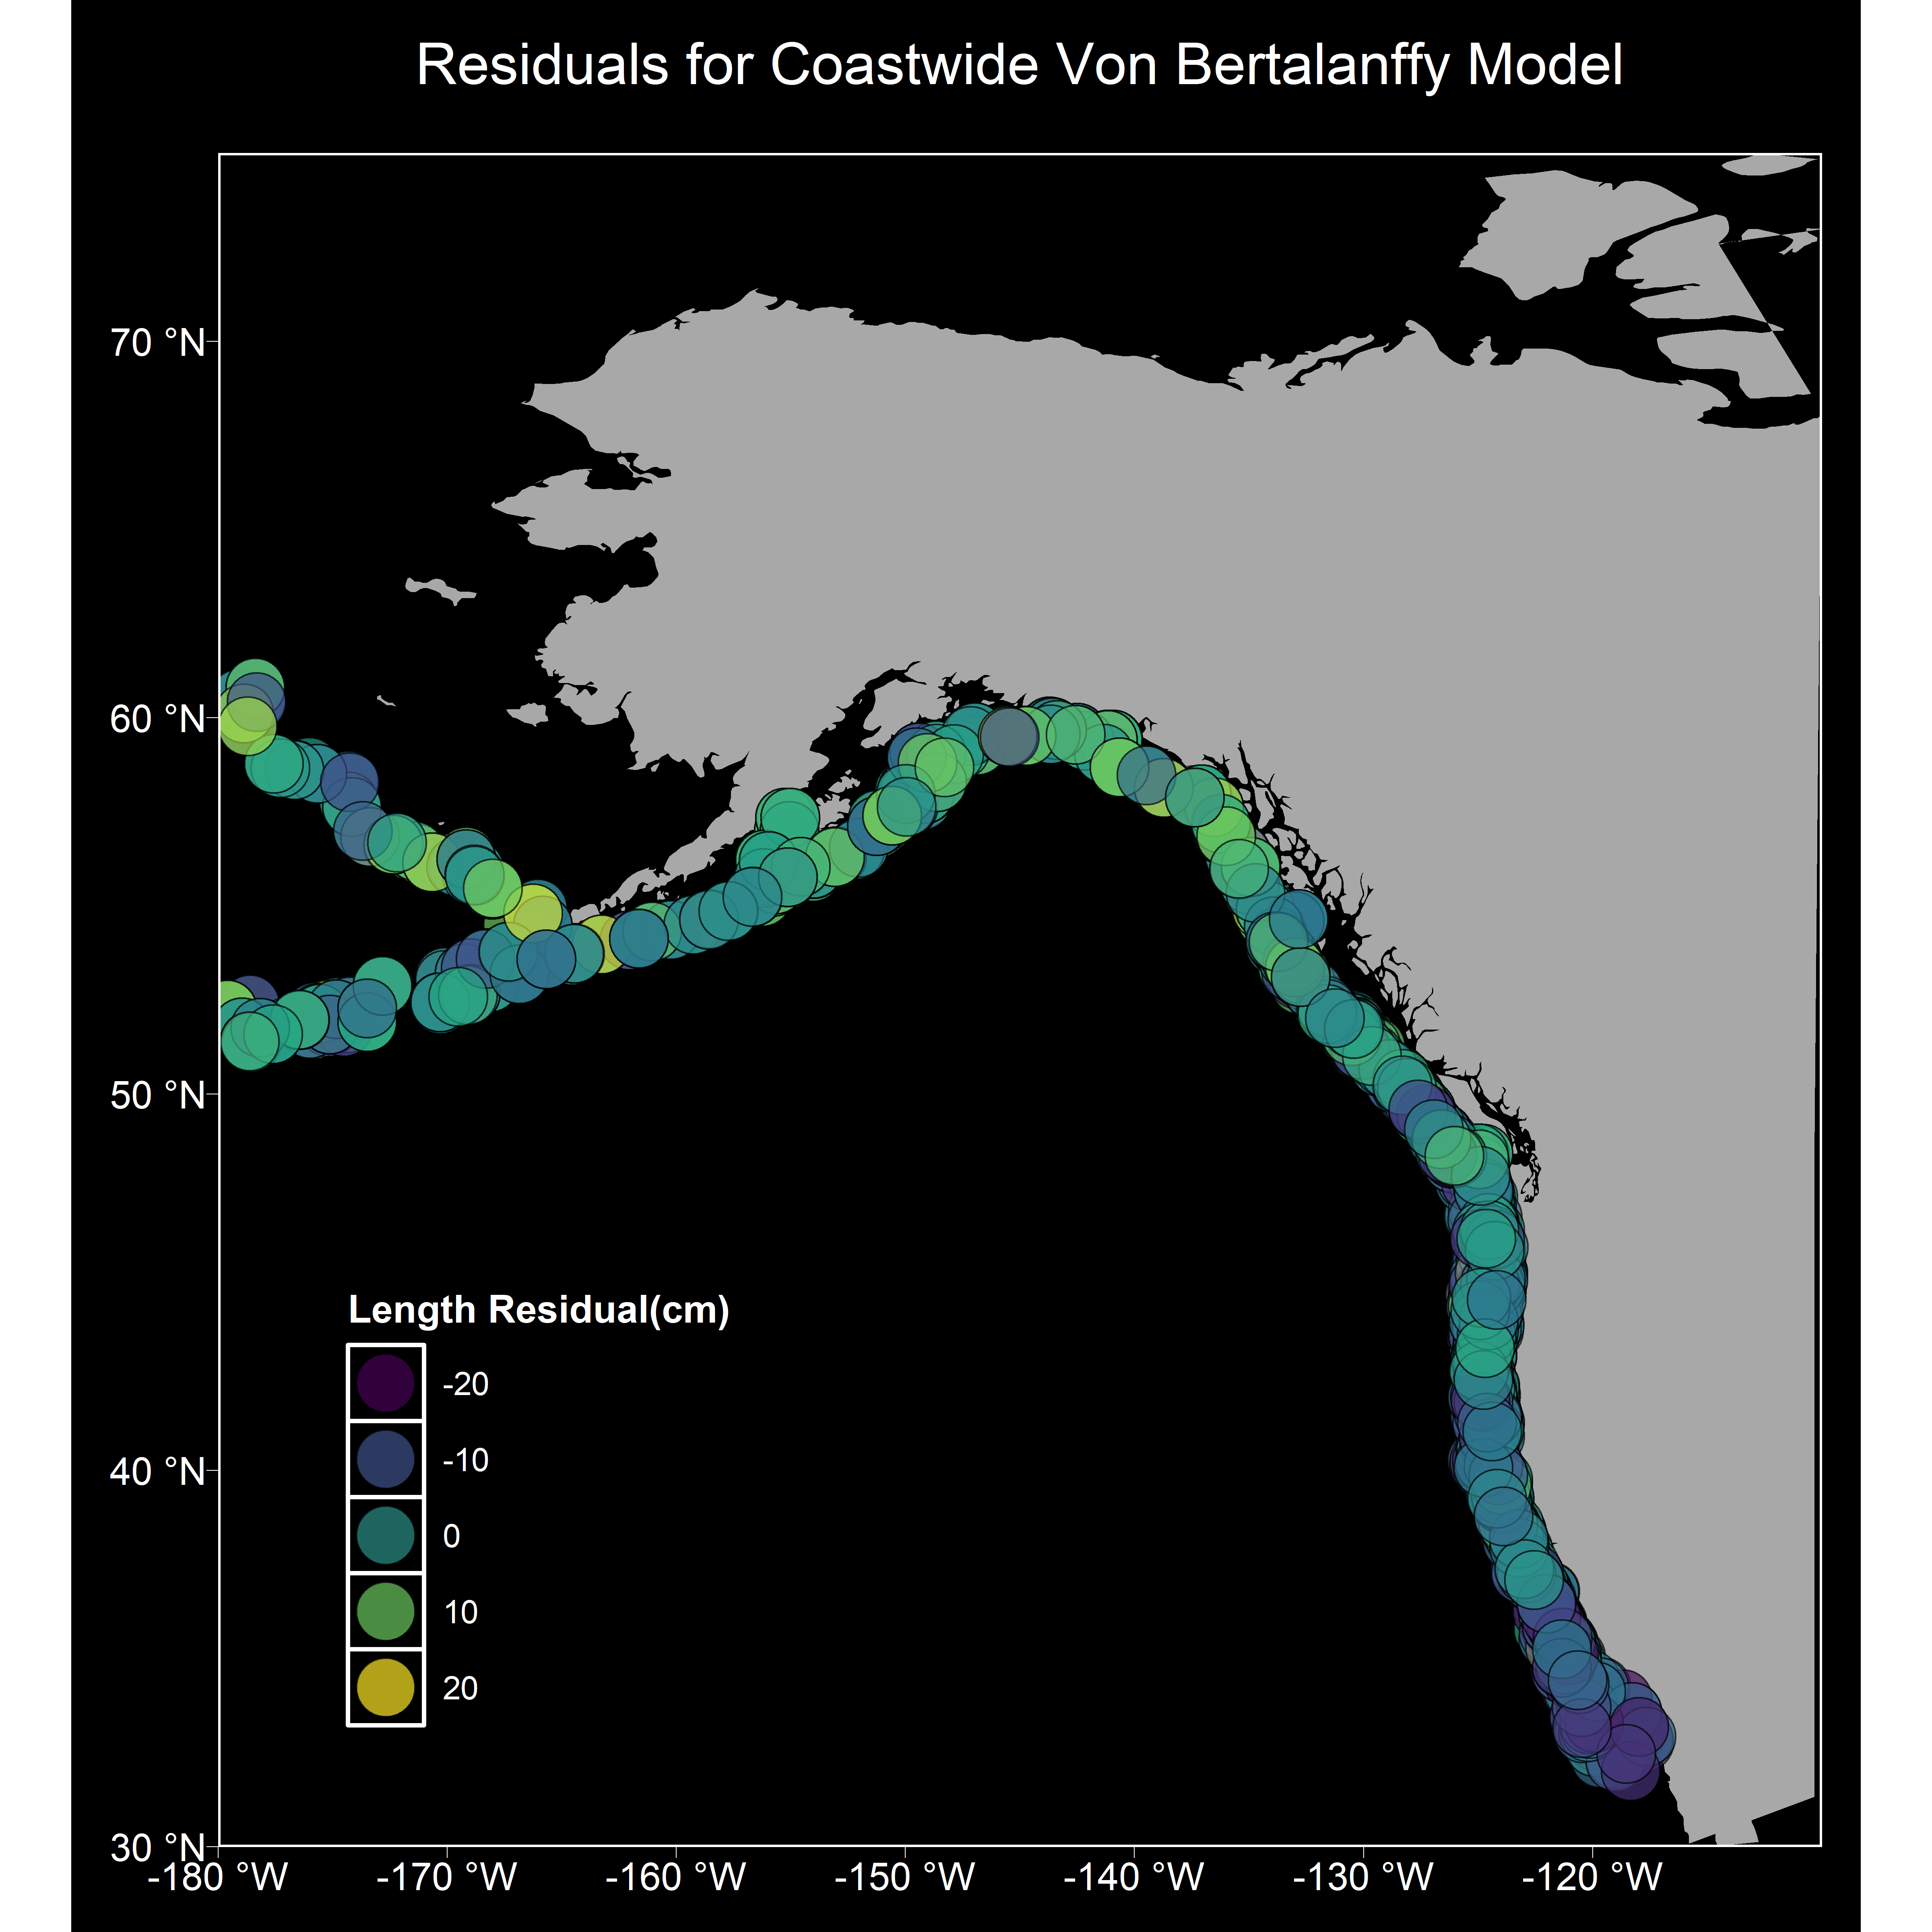 Residuals for Coastwide Von Bertalanffy Model
70 °N
60 °N
50 °N
40 °N
30 °N
Length Residual(cm)
-20
-10
0
10
20
-180 °W -170 °W -160 °W -150 °W -140 °W -130 °W -120 °W